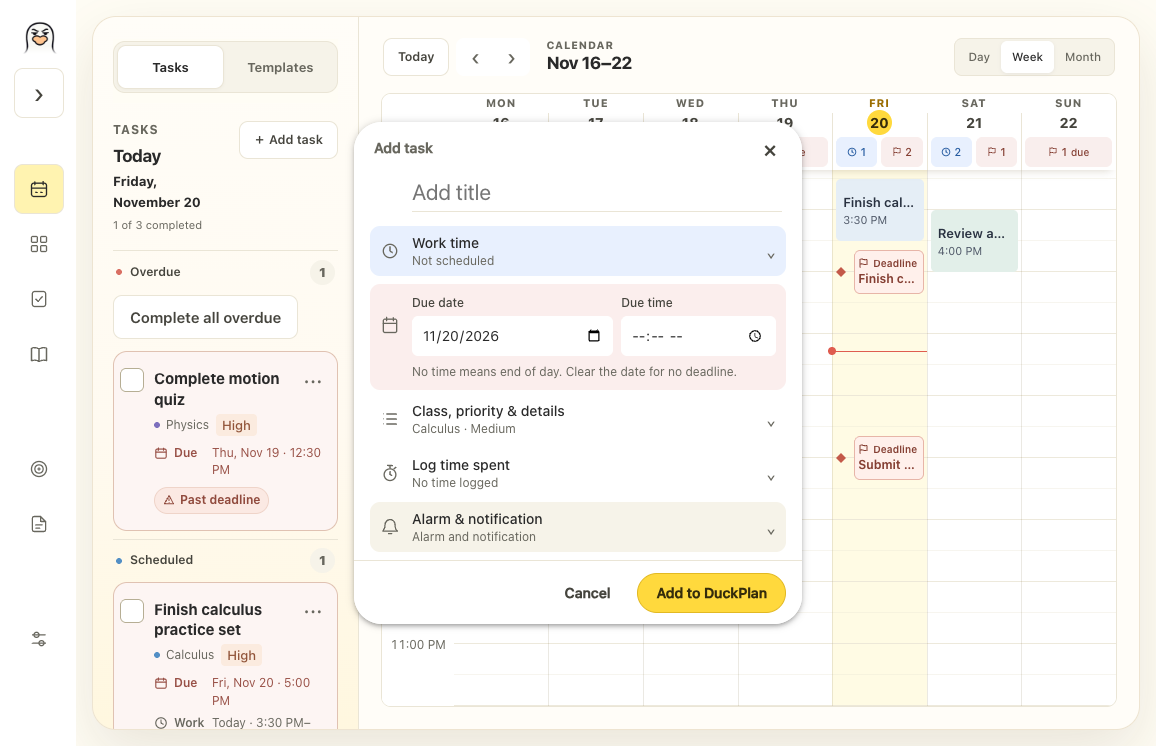 Tasks
Templates
TASKS
Today
Friday,
November 20
1 of 3 completed
+ Add task
Overdue
1
Complete all overdue
Complete motion
quiz
Physics
High
Due
Thu, Nov 19 · 12:30
PM
Past deadline
Scheduled
1
Finish calculus
practice set
Calculus
High
Due
Fri, Nov 20 · 5:00
PM
Work
Today · 3:30 PM–
Today
CALENDAR
Nov 16–22
Day
Week
Month
MON
TUE
WED
THU
FRI
SAT
SUN
16
17
18
19
20
21
22
1
2
2
1
1 due
Finish cal...
3:30 PM
Review a...
4:00 PM
Deadline
Finish c...
Deadline
Submit ...
11:00 PM
Add task
Add title
Work time
Not scheduled
Due date
Due time
11/20/2026
--:-- --
No time means end of day. Clear the date for no deadline.
Class, priority & details
Calculus · Medium
Log time spent
No time logged
Alarm & notification
Alarm and notification
Cancel
Add to DuckPlan